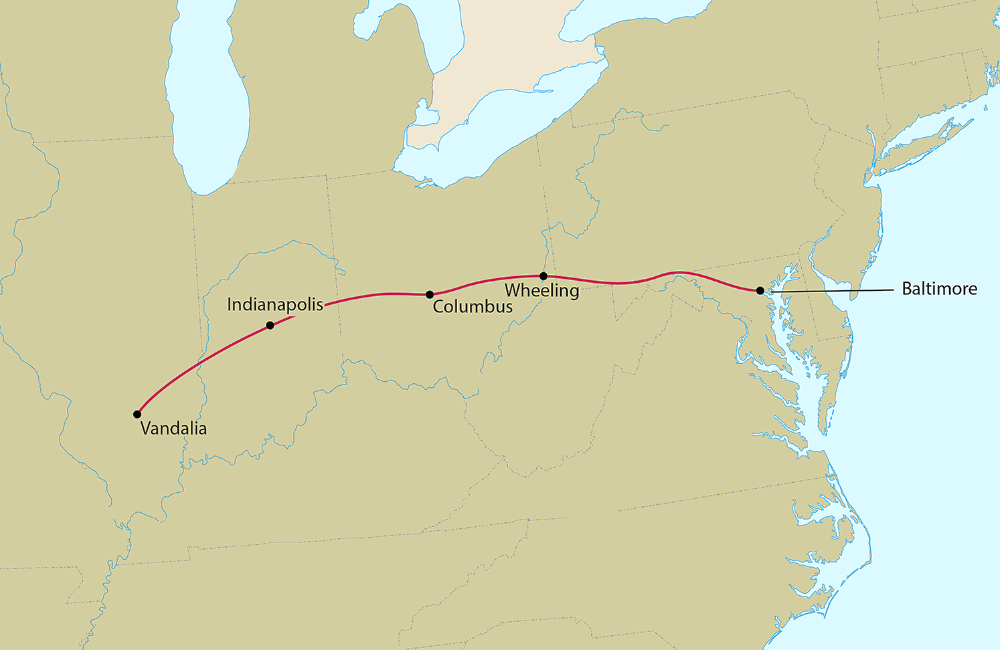 Baltimore
Wheeling
Columbus
Indianapolis
Vandalia